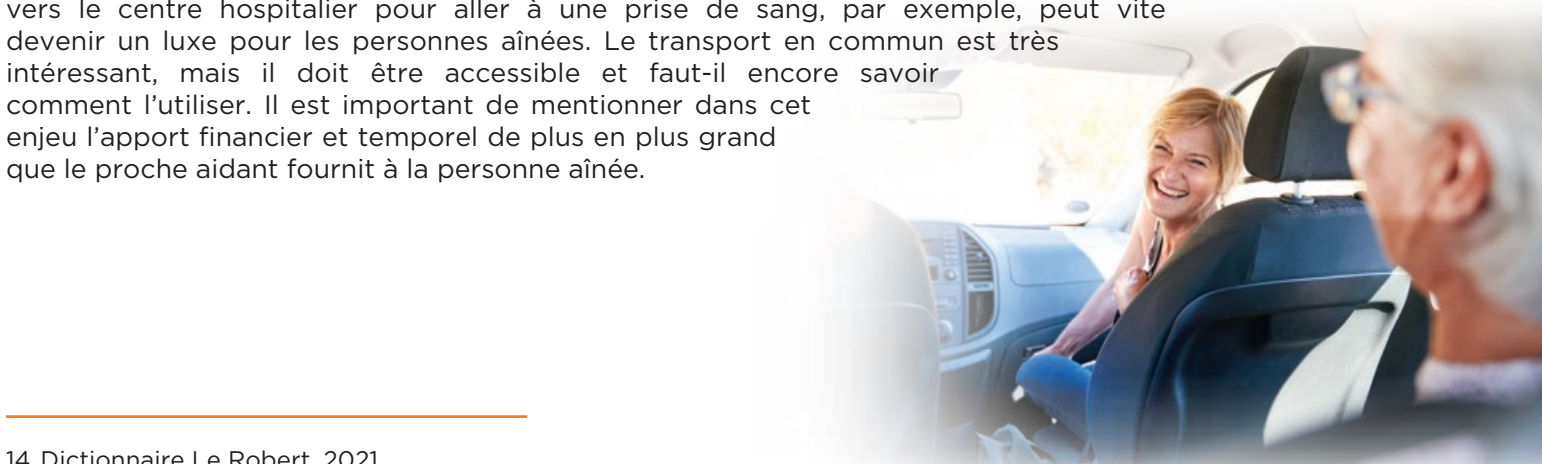 vers le centre hospitalier pour aller à une prise de sang, par exemple, peut vite
devenir un luxe pour les personnes aînées. Le transport en commun est très
intéressant, mais il doit être accessible et faut-il encore savoir
comment l’utiliser. Il est important de mentionner dans cet
enjeu l’apport financier et temporel de plus en plus grand
que le proche aidant fournit à la personne aînée.
14 Dictionnaire Le Robert, 2021